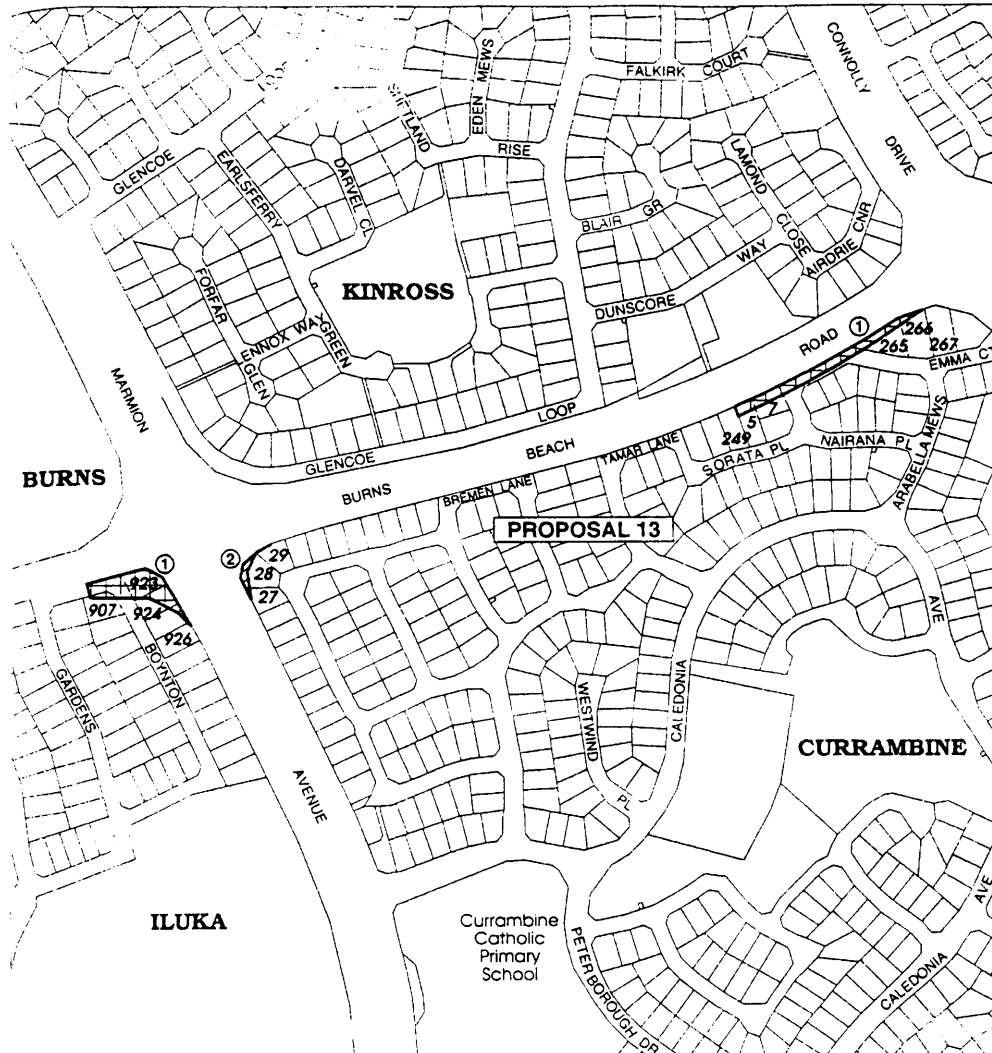 CONNOLLY
DRIVE
FALKIRK COURT
EDEN MEWS
SHETLAND
RISE
GLENCOE
EARLSFERRY
DARVEL CL
LAMOND
CLOSE
BLAIR GR
AIRDRIE CNR
DUNSCORE WAY
FORFAR
GLEN
KINROSS
GREEN
MARMION
ROAD ①
266
265
267
EMMA CT
LOOP
BEACH
5
249
SORATA PL
NAIRANA PL
ARABELLA MEWS
GLENCOE
TAMAR LANE
BURNS
BURNS
BREMEN LANE
PROPOSAL 13
①
②
29
28
27
923
907
924
926
BOYNTON
GARDENS
AVE
WESTWIND
PL
CALEDONIA
CURRAMBINE
AVENUE
ILUKA
Currambine
Catholic
Primary
School
PETERBOROUGH DR
CALEDONIA
AVE